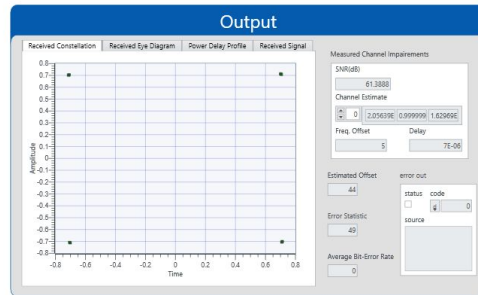 Output
Received Constellation Received Eye Diagram Power Delay Profile Received Signal
Measured Channel Impairements
SNR(dB)
61.3888
Channel Estimate
0 2.05639E 0.999999 1.62969E
Freq. Offset Delay
5 7E-06
Estimated Offset
44
error out
status code
0
source
Error Statistic
49
Average Bit-Error Rate
0
Amplitude
0.8
0.7
0.6
0.5
0.4
0.3
0.2
0.1
0
-0.1
-0.2
-0.3
-0.4
-0.5
-0.6
-0.7
-0.8
-0.8 -0.6 -0.4 -0.2 0 0.2 0.4 0.6 0.8
Time